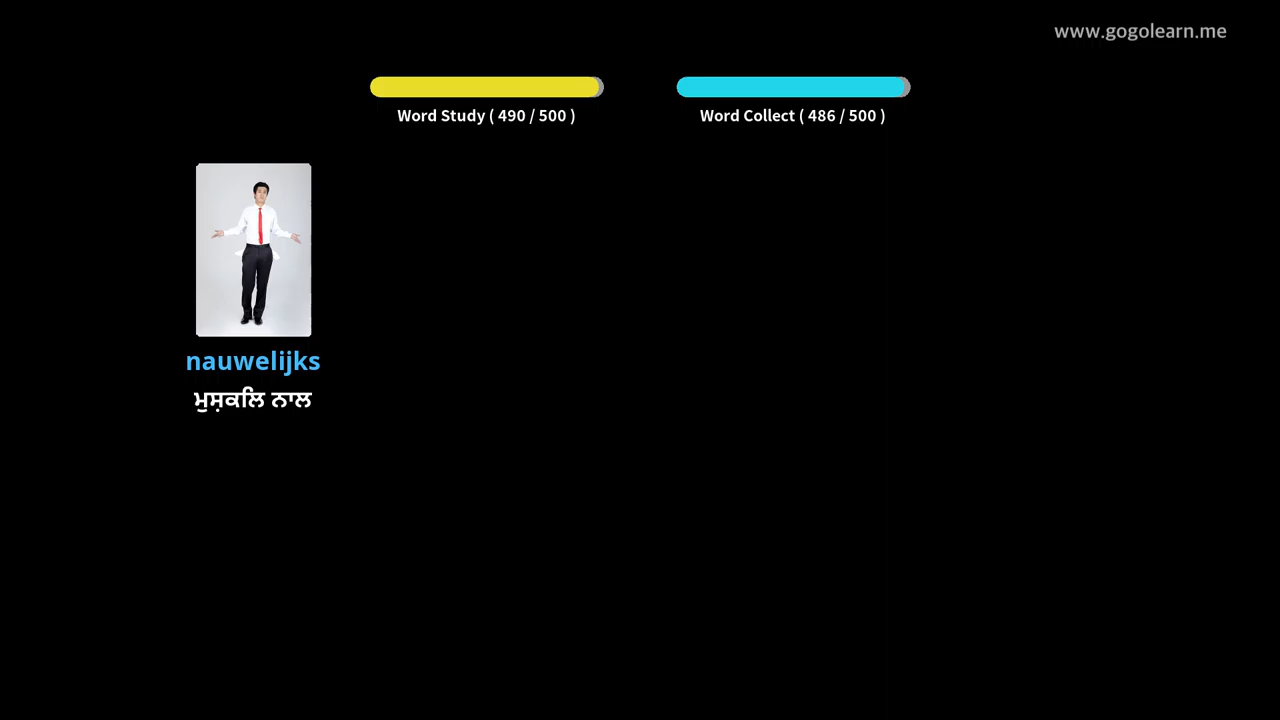 www.gogolearn.me
Word Study ( 490 / 500 )
Word Collect ( 486 / 500 )
nauwelijks
ਮੁਸ਼ਕਲਿ ਨਾਲ